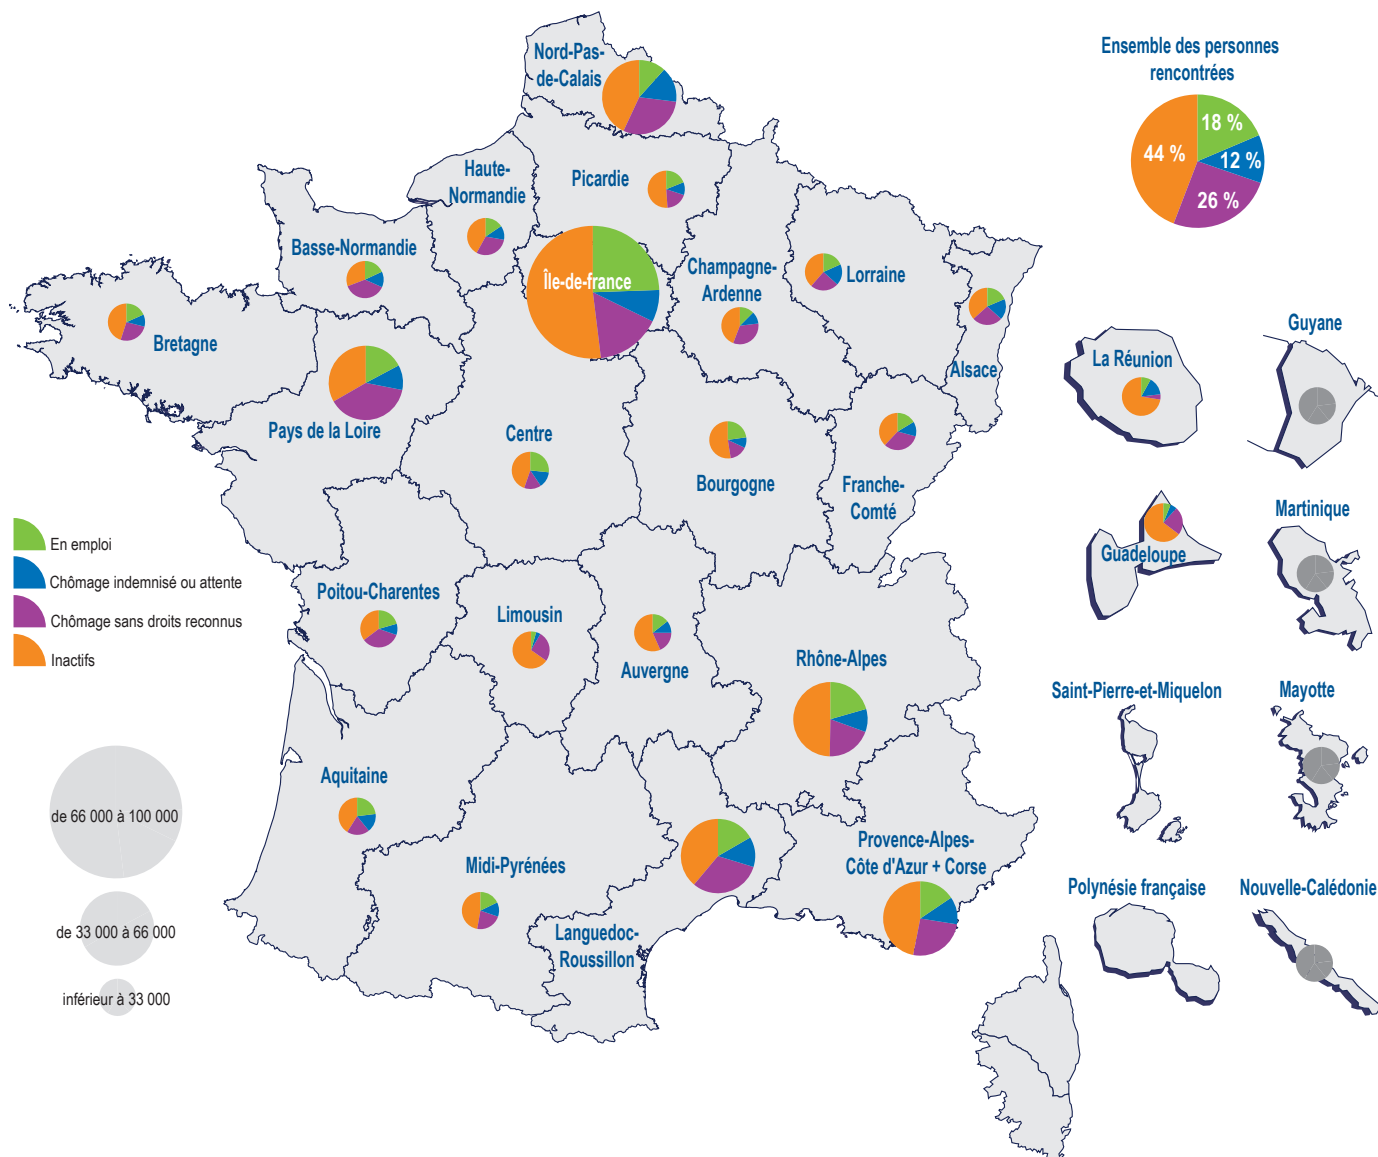 Nord-Pas-
de-Calais
Ensemble des personnes
rencontrées
18 %
12 %
26 %
44 %
Haute-
Normandie
Picardie
Basse-Normandie
Île-de-france
Champagne-
Ardenne
Lorraine
Alsace
Bretagne
Pays de la Loire
Centre
Bourgogne
Franche-
Comté
La Réunion
Guyane
Guadeloupe
Martinique
En emploi
Chômage indemnisé ou attente
Chômage sans droits reconnus
Inactifs
Poitou-Charentes
Limousin
Auvergne
Rhône-Alpes
Saint-Pierre-et-Miquelon
Mayotte
de 66 000 à 100 000
de 33 000 à 66 000
inférieur à 33 000
Aquitaine
Midi-Pyrénées
Languedoc-
Roussillon
Provence-Alpes-
Côte d'Azur + Corse
Polynésie française
Nouvelle-Calédonie